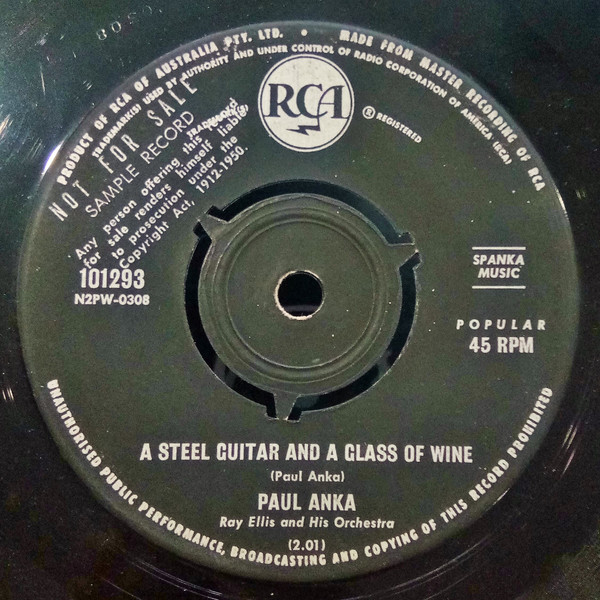 PRODUCT OF RCA OF AUSTRALIA PTY. LTD. • MADE FROM MASTER RECORDING OF RCA
TRADEMARK(S) USED BY AUTHORITY AND UNDER CONTROL OF RADIO CORPORATION OF AMERICA (RCA)
RCA
® REGISTERED
NOT FOR SALE
SAMPLE RECORD
Any person offering this record
for sale renders himself liable
to prosecution under the
Copyright Act, 1912-1950.
101293
N2PW-0308
SPANKA
MUSIC
POPULAR
45 RPM
A STEEL GUITAR AND A GLASS OF WINE
(Paul Anka)
PAUL ANKA
Ray Ellis and His Orchestra
(2.01)
UNAUTHORISED PUBLIC PERFORMANCE, BROADCASTING AND COPYING OF THIS RECORD PROHIBITED